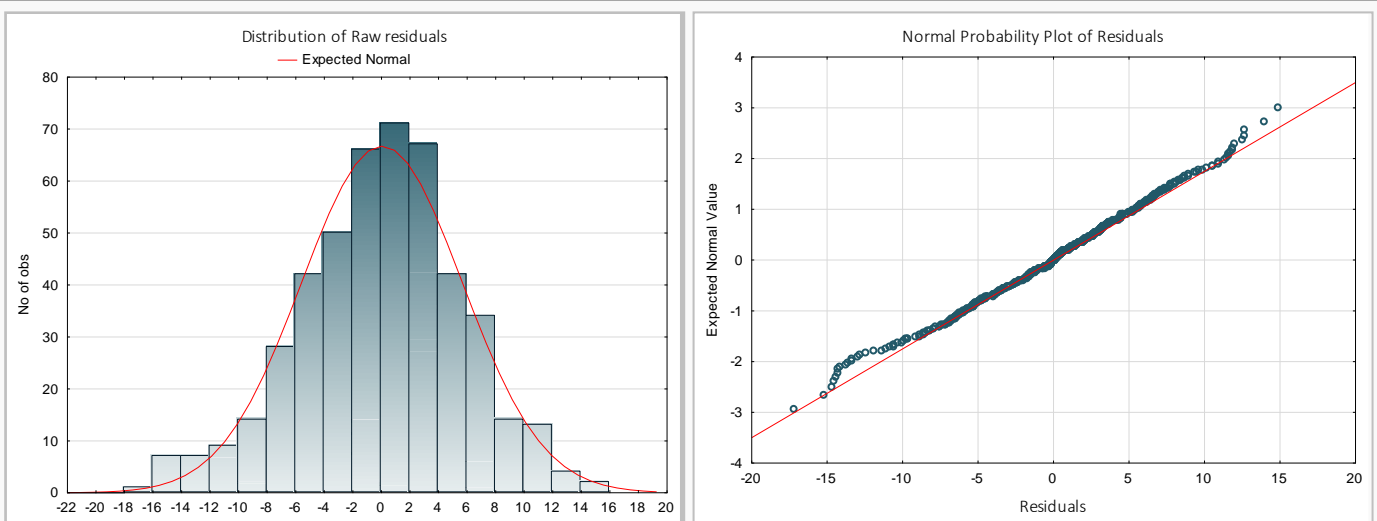 Distribution of Raw residuals
Expected Normal
80
70
60
50
40
30
20
10
0
No of obs
-22 -20 -18 -16 -14 -12 -10 -8 -6 -4 -2 0 2 4 6 8 10 12 14 16 18 20
Normal Probability Plot of Residuals
4
3
2
1
0
-1
-2
-3
-4
Expected Normal Value
-20 -15 -10 -5 0 5 10 15 20
Residuals